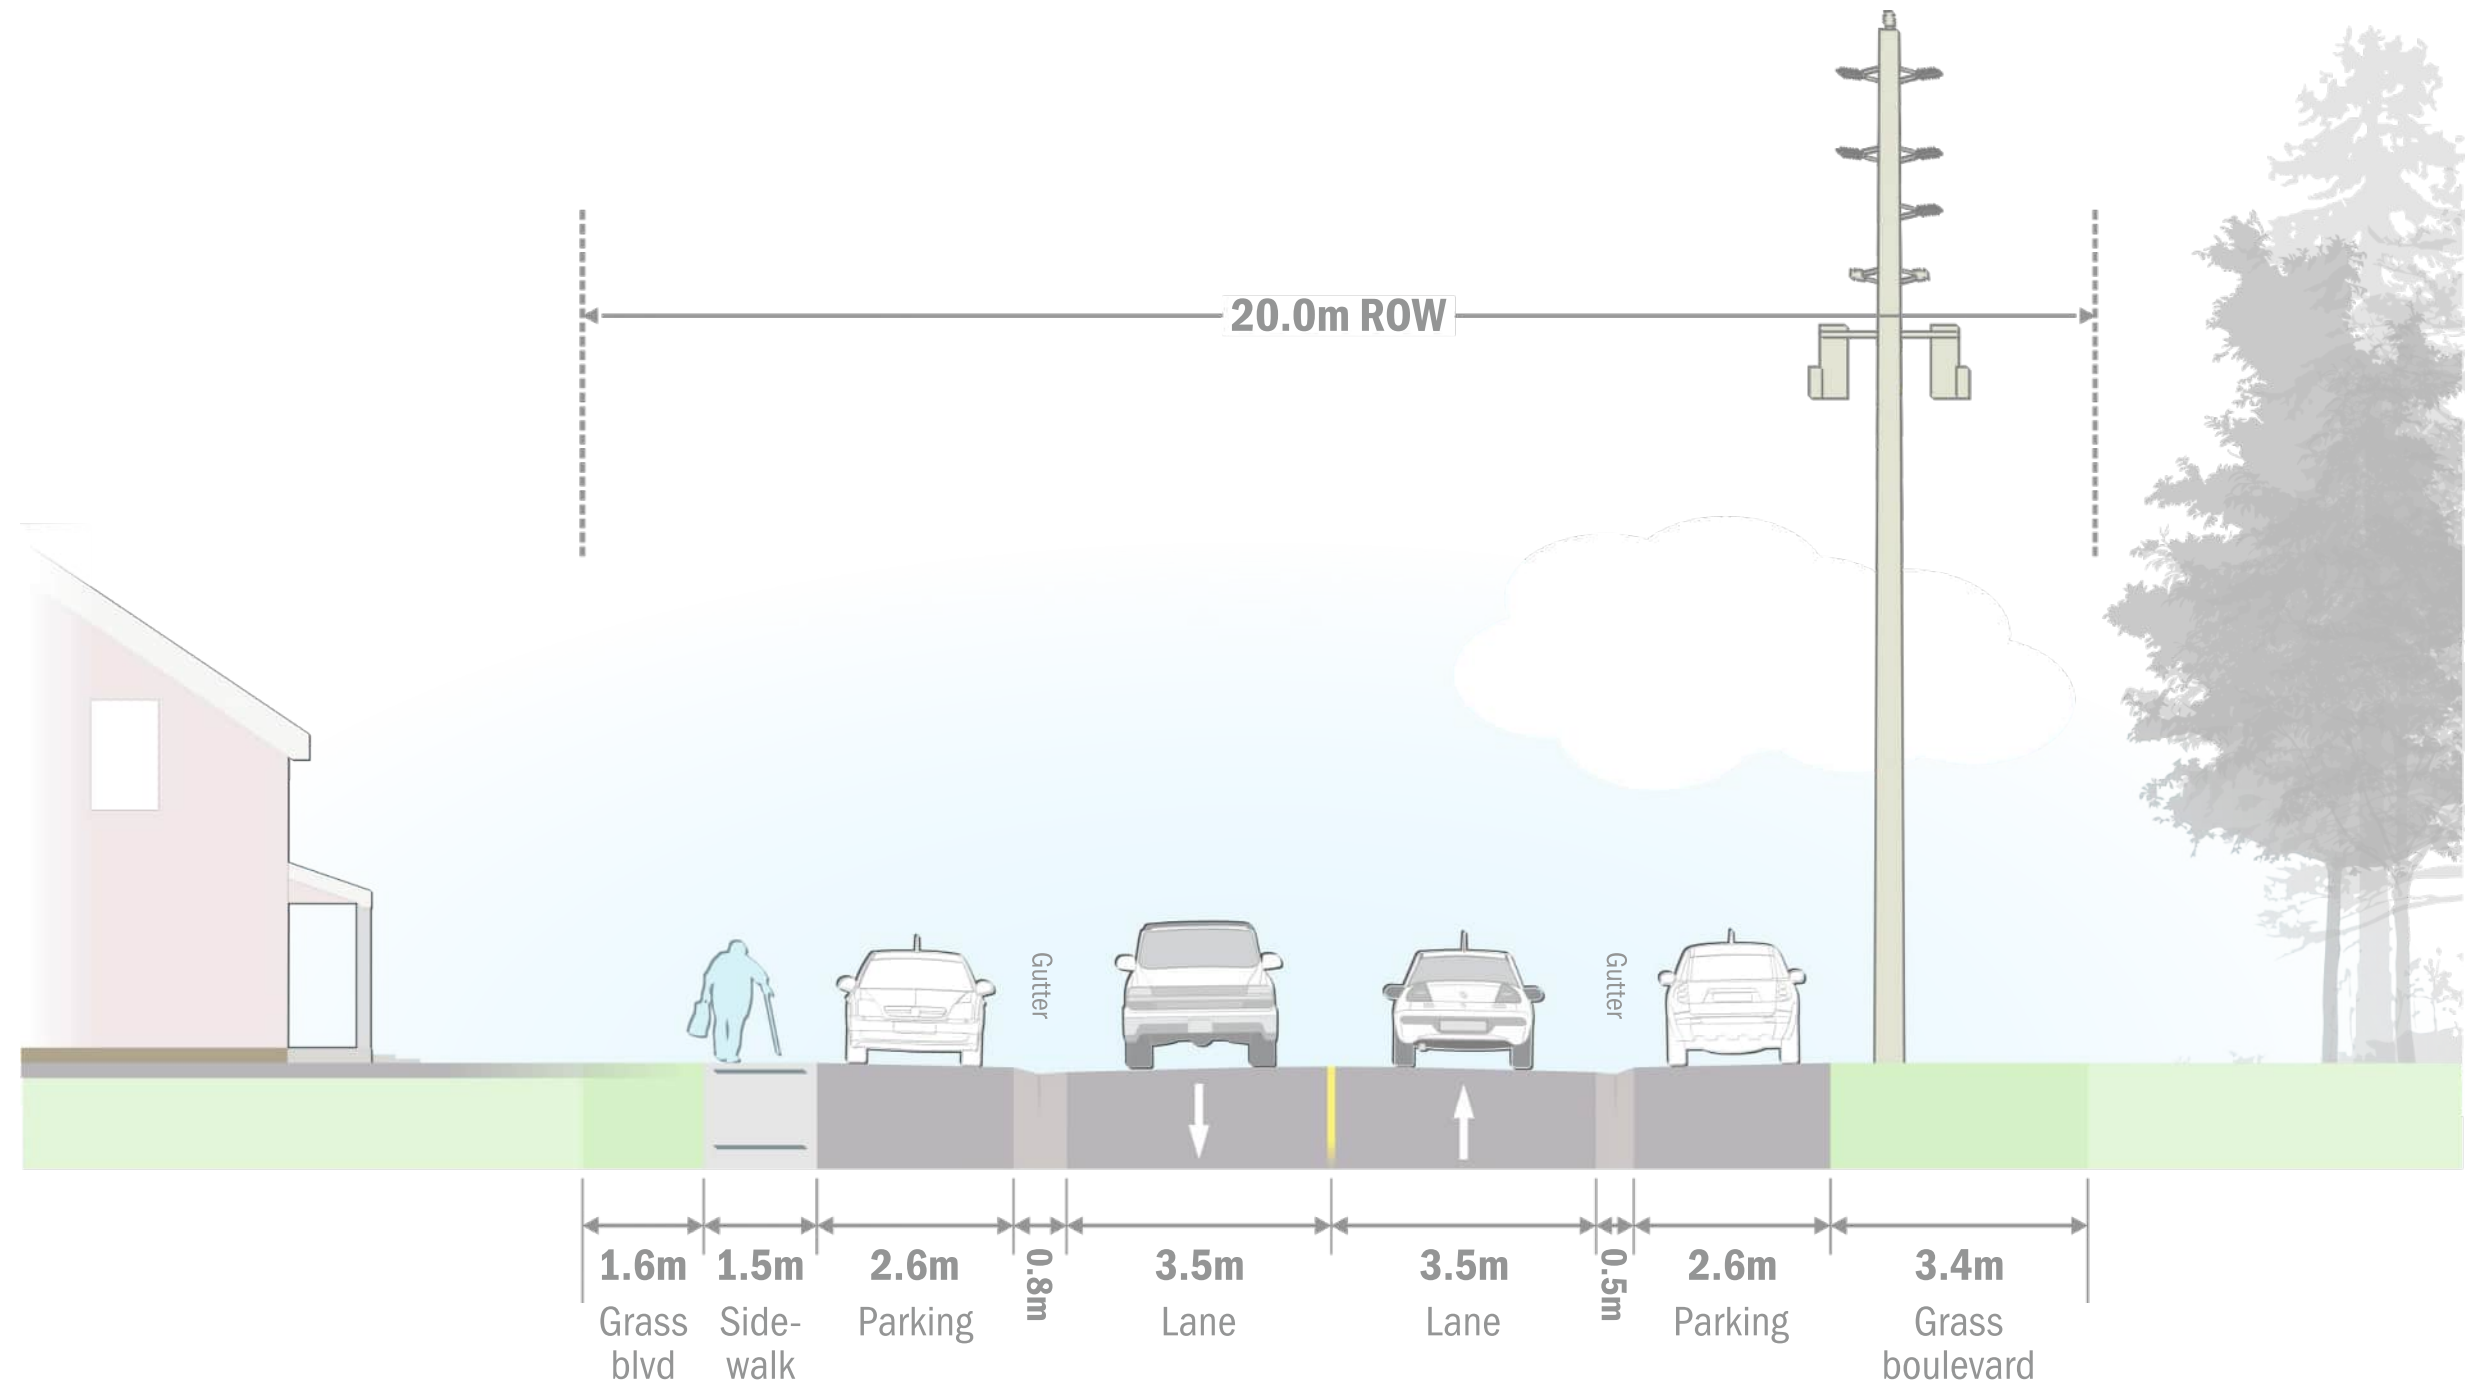 20.0m ROW
Gutter
Gutter
1.6m
Grass
blvd
1.5m
Side-
walk
2.6m
Parking
0.8m
3.5m
Lane
3.5m
Lane
0.5m
2.6m
Parking
3.4m
Grass
boulevard